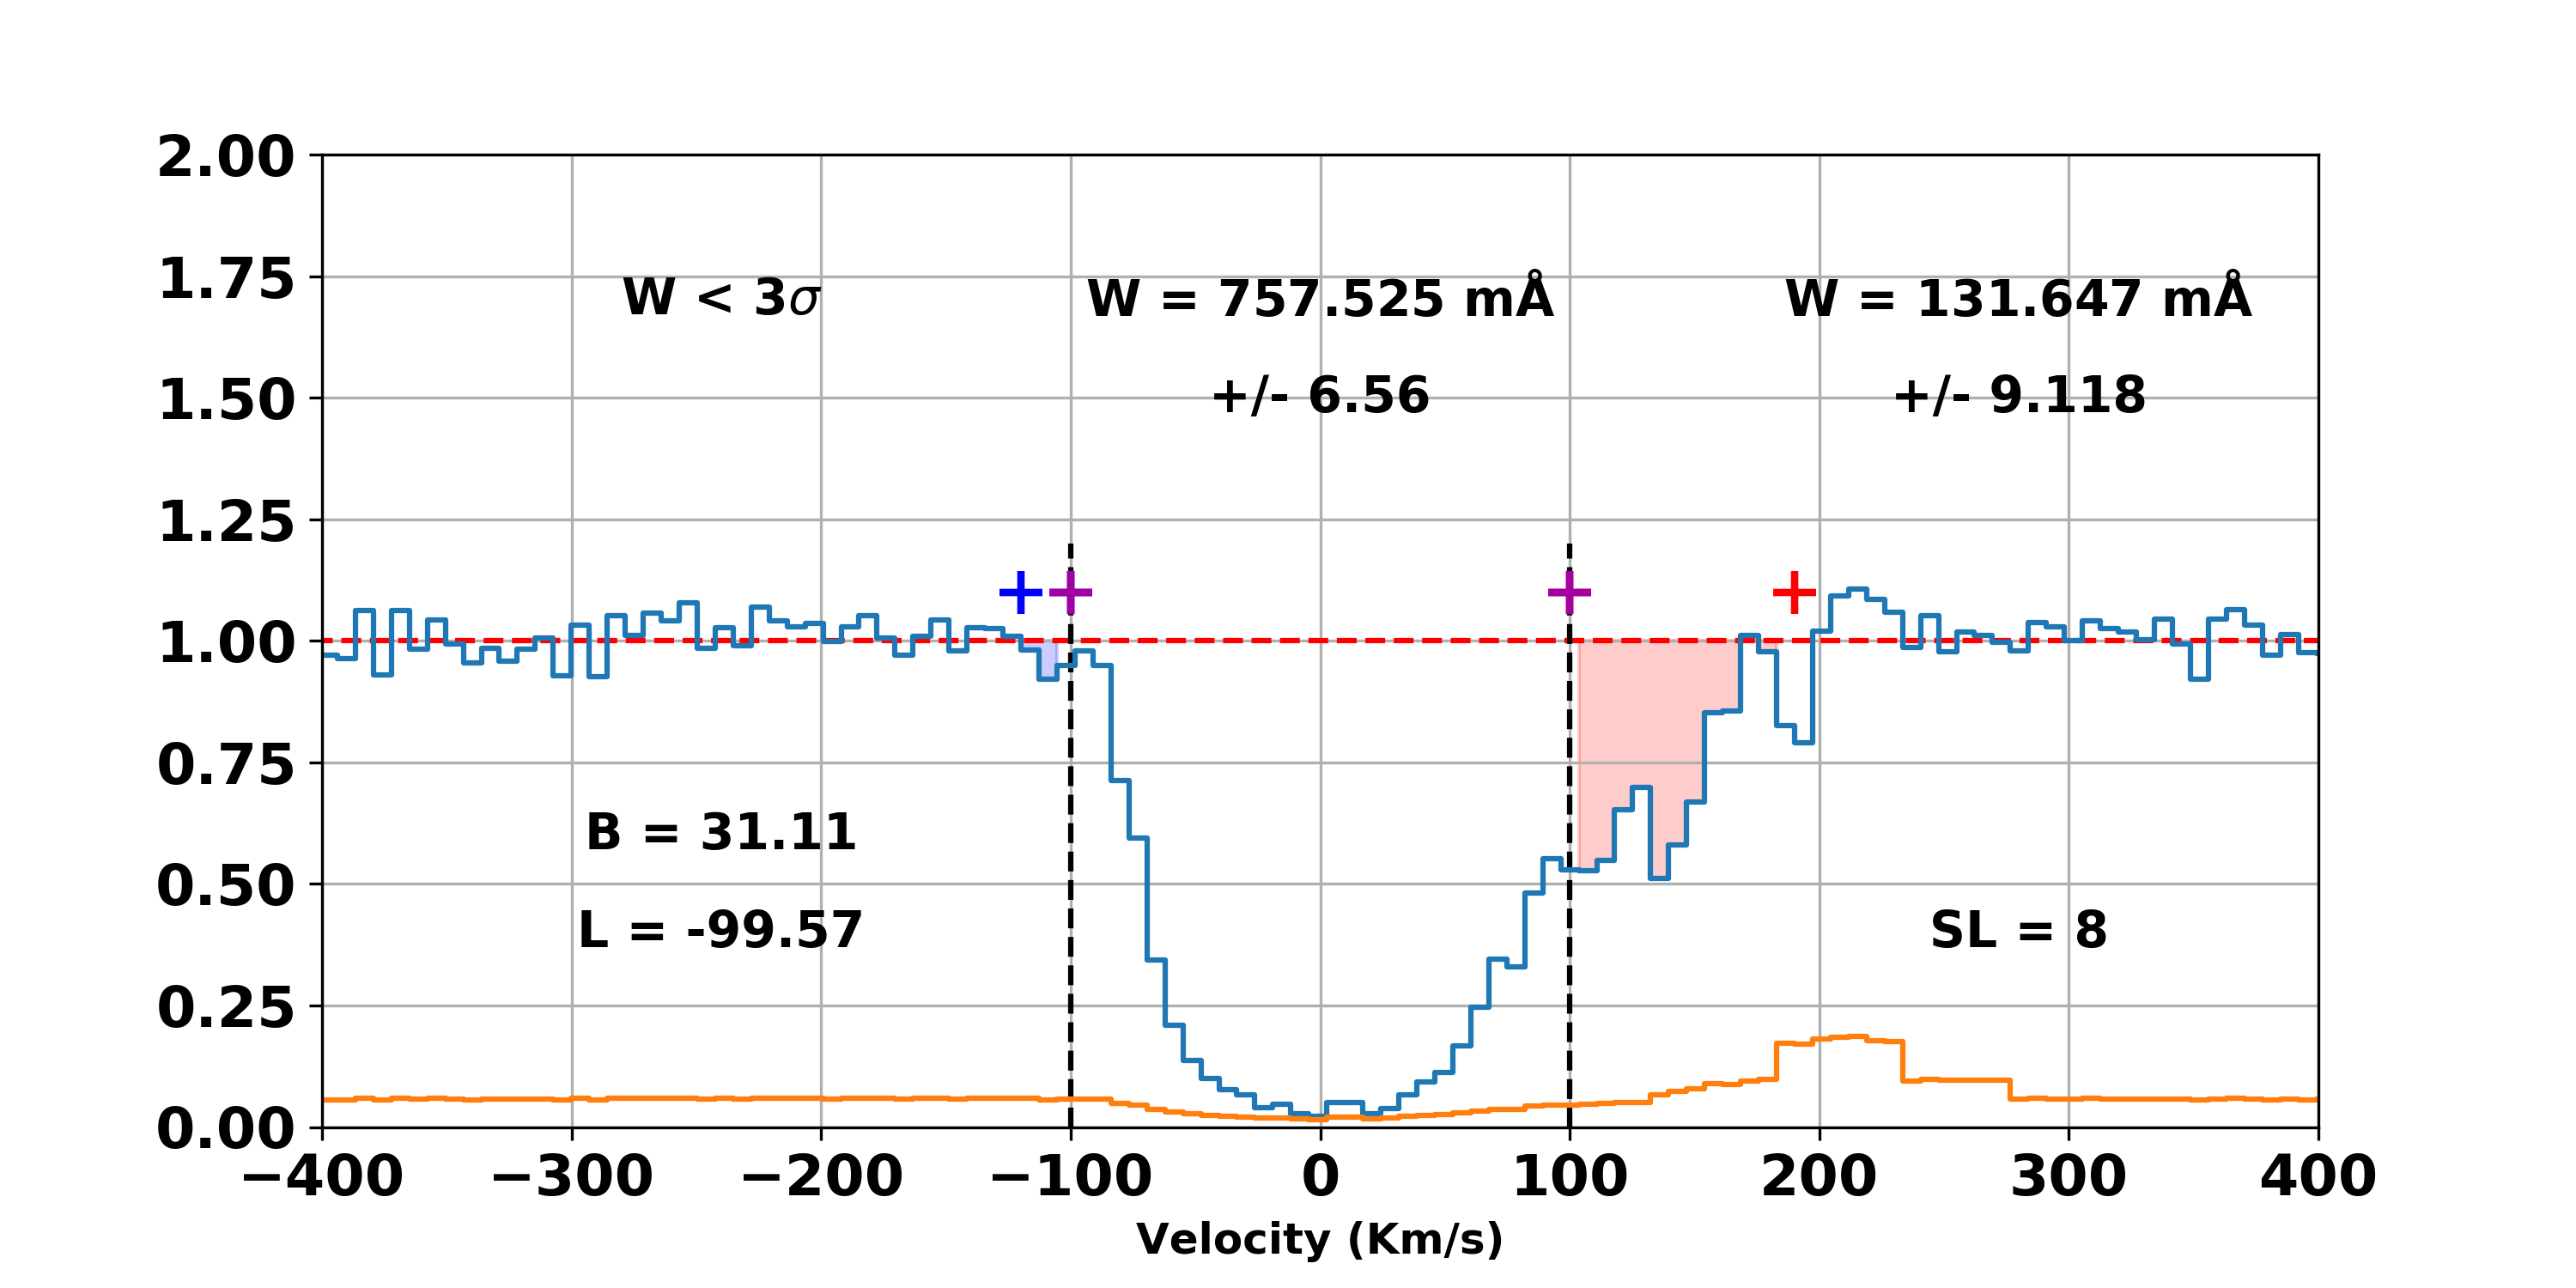 2.00
1.75
W < 3σ
W = 757.525 mÅ
W = 131.647 mÅ
1.50
+/- 6.56
+/- 9.118
1.25
1.00
0.75
B = 31.11
0.50
L = -99.57
SL = 8
0.25
0.00
−400 −300 −200 −100 0 100 200 300 400
Velocity (Km/s)